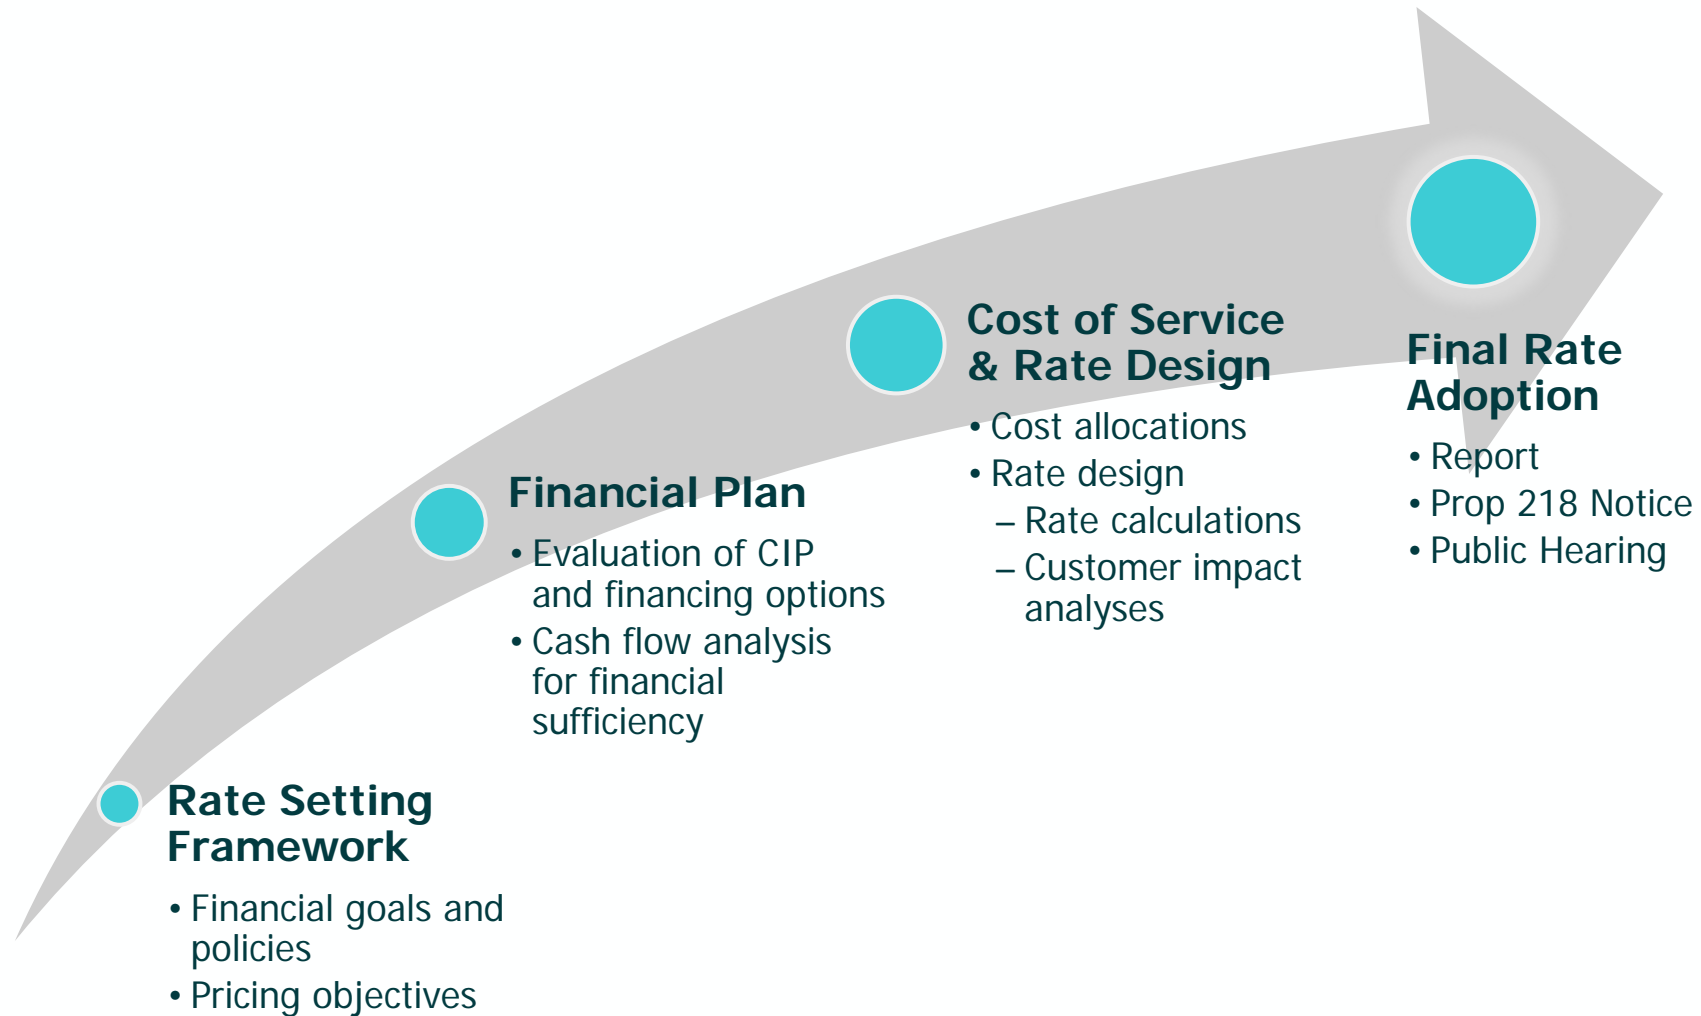 Rate Setting
Framework
• Financial goals and
policies
• Pricing objectives
Financial Plan
• Evaluation of CIP
and financing options
• Cash flow analysis
for financial
sufficiency
Cost of Service
& Rate Design
• Cost allocations
• Rate design
– Rate calculations
– Customer impact
analyses
Final Rate
Adoption
• Report
• Prop 218 Notice
• Public Hearing